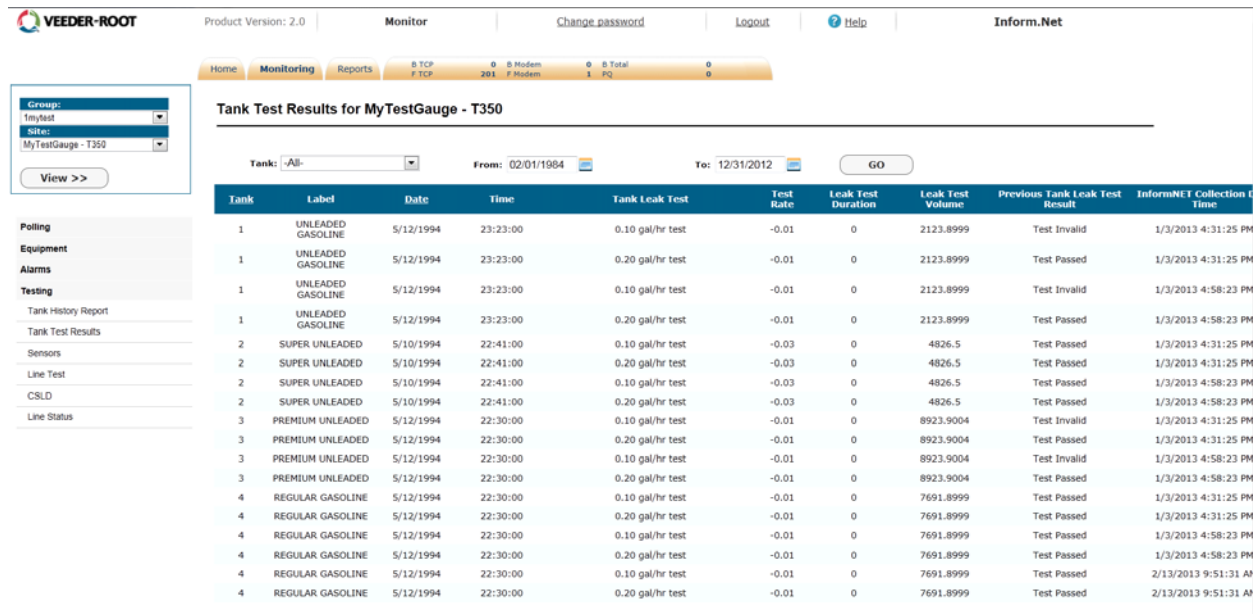 VEEDER-ROOT Product Version: 2.0 Monitor Change password Logout Help Inform.Net
Home Monitoring Reports B TCP 0 B Modem 0 B Total 0
F TCP 201 F Modem 1 PQ 0
Group:
1mytest
Site:
MyTestGauge - T350
View >>
Polling
Equipment
Alarms
Testing
Tank History Report
Tank Test Results
Sensors
Line Test
CSLD
Line Status
Tank Test Results for MyTestGauge - T350
Tank: -All- From: 02/01/1984 To: 12/31/2012 GO
Tank Label Date Time Tank Leak Test Test Rate Leak Test Duration Leak Test Volume Previous Tank Leak Test Result InformNET Collection D Time
1 UNLEADED GASOLINE 5/12/1994 23:23:00 0.10 gal/hr test -0.01 0 2123.8999 Test Invalid 1/3/2013 4:31:25 PM
1 UNLEADED GASOLINE 5/12/1994 23:23:00 0.20 gal/hr test -0.01 0 2123.8999 Test Passed 1/3/2013 4:31:25 PM
1 UNLEADED GASOLINE 5/12/1994 23:23:00 0.10 gal/hr test -0.01 0 2123.8999 Test Invalid 1/3/2013 4:58:23 PM
1 UNLEADED GASOLINE 5/12/1994 23:23:00 0.20 gal/hr test -0.01 0 2123.8999 Test Passed 1/3/2013 4:58:23 PM
2 SUPER UNLEADED 5/10/1994 22:41:00 0.10 gal/hr test -0.03 0 4826.5 Test Passed 1/3/2013 4:31:25 PM
2 SUPER UNLEADED 5/10/1994 22:41:00 0.20 gal/hr test -0.03 0 4826.5 Test Passed 1/3/2013 4:31:25 PM
2 SUPER UNLEADED 5/10/1994 22:41:00 0.10 gal/hr test -0.03 0 4826.5 Test Passed 1/3/2013 4:58:23 PM
2 SUPER UNLEADED 5/10/1994 22:41:00 0.20 gal/hr test -0.03 0 4826.5 Test Passed 1/3/2013 4:58:23 PM
3 PREMIUM UNLEADED 5/12/1994 22:30:00 0.10 gal/hr test -0.01 0 8923.9004 Test Invalid 1/3/2013 4:31:25 PM
3 PREMIUM UNLEADED 5/12/1994 22:30:00 0.20 gal/hr test -0.01 0 8923.9004 Test Passed 1/3/2013 4:31:25 PM
3 PREMIUM UNLEADED 5/12/1994 22:30:00 0.10 gal/hr test -0.01 0 8923.9004 Test Invalid 1/3/2013 4:58:23 PM
3 PREMIUM UNLEADED 5/12/1994 22:30:00 0.20 gal/hr test -0.01 0 8923.9004 Test Passed 1/3/2013 4:58:23 PM
4 REGULAR GASOLINE 5/12/1994 22:30:00 0.10 gal/hr test -0.01 0 7691.8999 Test Passed 1/3/2013 4:31:25 PM
4 REGULAR GASOLINE 5/12/1994 22:30:00 0.20 gal/hr test -0.01 0 7691.8999 Test Passed 1/3/2013 4:31:25 PM
4 REGULAR GASOLINE 5/12/1994 22:30:00 0.10 gal/hr test -0.01 0 7691.8999 Test Passed 1/3/2013 4:58:23 PM
4 REGULAR GASOLINE 5/12/1994 22:30:00 0.20 gal/hr test -0.01 0 7691.8999 Test Passed 1/3/2013 4:58:23 PM
4 REGULAR GASOLINE 5/12/1994 22:30:00 0.10 gal/hr test -0.01 0 7691.8999 Test Passed 2/13/2013 9:51:31 AM
4 REGULAR GASOLINE 5/12/1994 22:30:00 0.20 gal/hr test -0.01 0 7691.8999 Test Passed 2/13/2013 9:51:31 AM